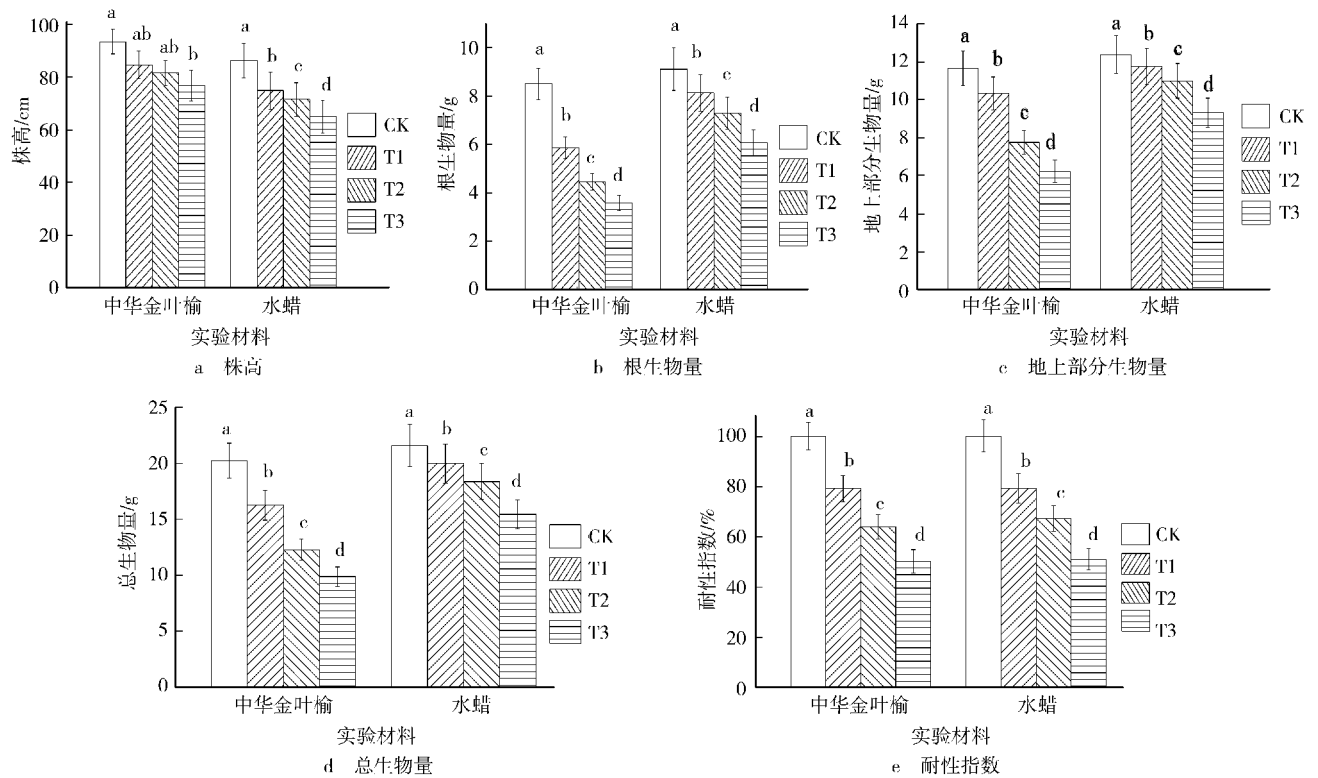 a
ab
ab
b
a
b
c
d
株高/cm
100
80
60
40
20
0
CK
T1
T2
T3
中华金叶榆
水蜡
实验材料
a 株高
a
b
c
d
a
b
c
d
根生物量/g
10
8
6
4
2
0
CK
T1
T2
T3
中华金叶榆
水蜡
实验材料
b 根生物量
a
b
c
d
a
b
c
d
地上部分生物量/g
14
12
10
8
6
4
2
0
CK
T1
T2
T3
中华金叶榆
水蜡
实验材料
c 地上部分生物量
a
b
c
d
a
b
c
d
总生物量/g
25
20
15
10
5
0
CK
T1
T2
T3
中华金叶榆
水蜡
实验材料
d 总生物量
a
b
c
d
a
b
c
d
耐性指数/%
100
80
60
40
20
0
CK
T1
T2
T3
中华金叶榆
水蜡
实验材料
e 耐性指数